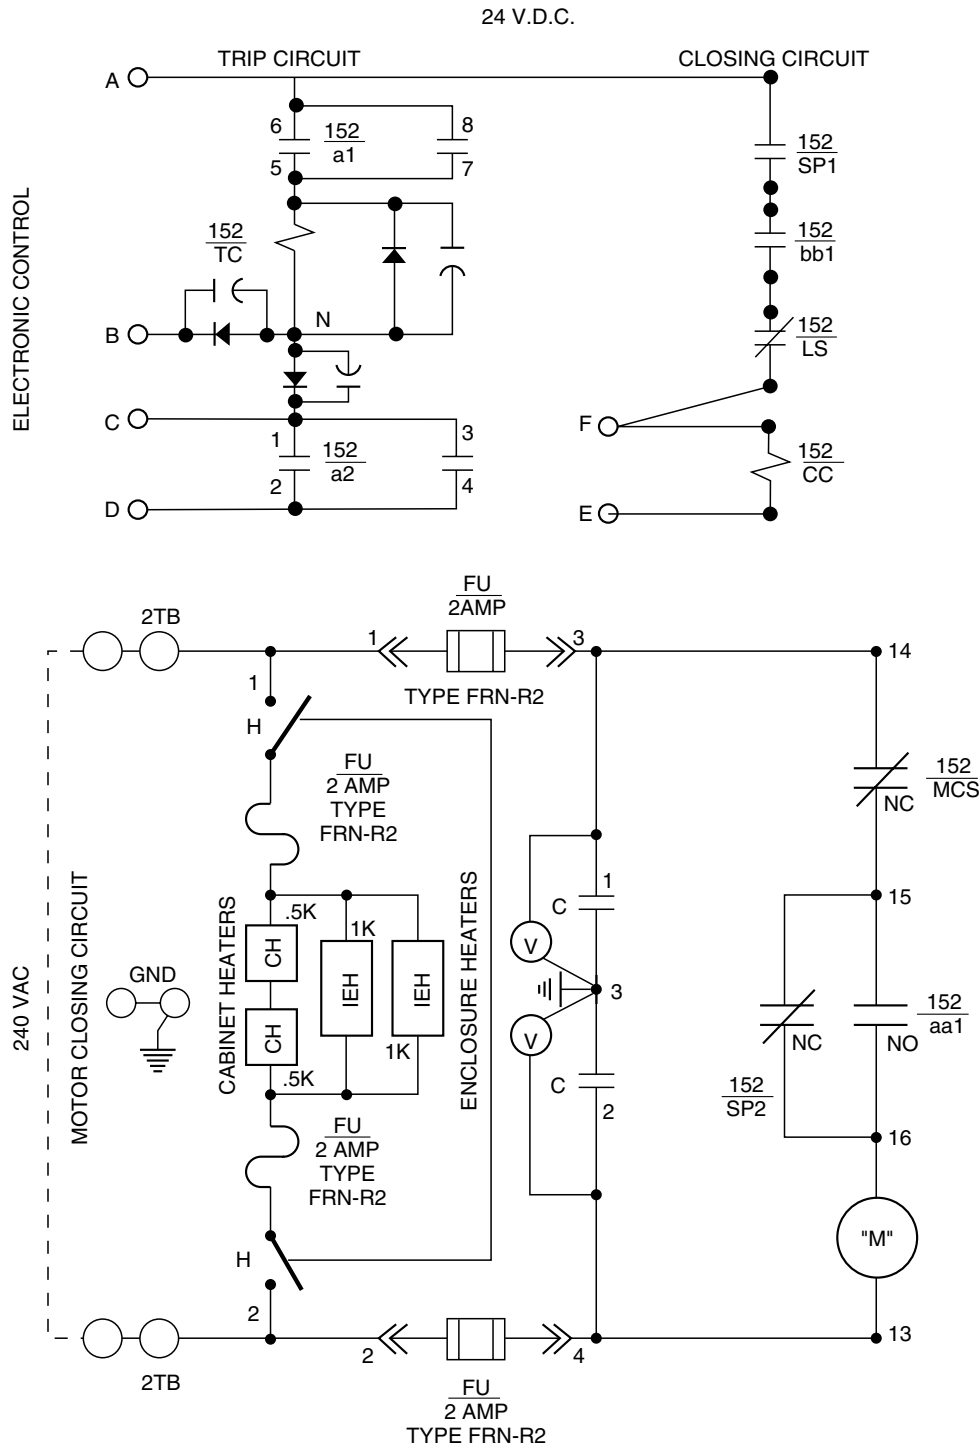 24 V.D.C.
TRIP CIRCUIT
CLOSING CIRCUIT
A
6
152
a1
8
5
7
152
SP1
ELECTRONIC CONTROL
152
TC
152
bb1
B
N
152
LS
C
1
152
a2
3
2
4
D
F
152
CC
E
FU
2AMP
2TB
1
3
14
TYPE FRN-R2
1
H
FU
2 AMP
TYPE
FRN-R2
152
MCS
NC
240 VAC
MOTOR CLOSING CIRCUIT
GND
CABINET HEATERS
.5K
CH
1K
IEH
IEH
ENCLOSURE HEATERS
1
C
15
V
3
V
CH
1K
.5K
C
2
NC
152
SP2
152
aa1
NO
FU
2 AMP
TYPE
FRN-R2
16
H
"M"
2
13
2
4
2TB
FU
2 AMP
TYPE FRN-R2